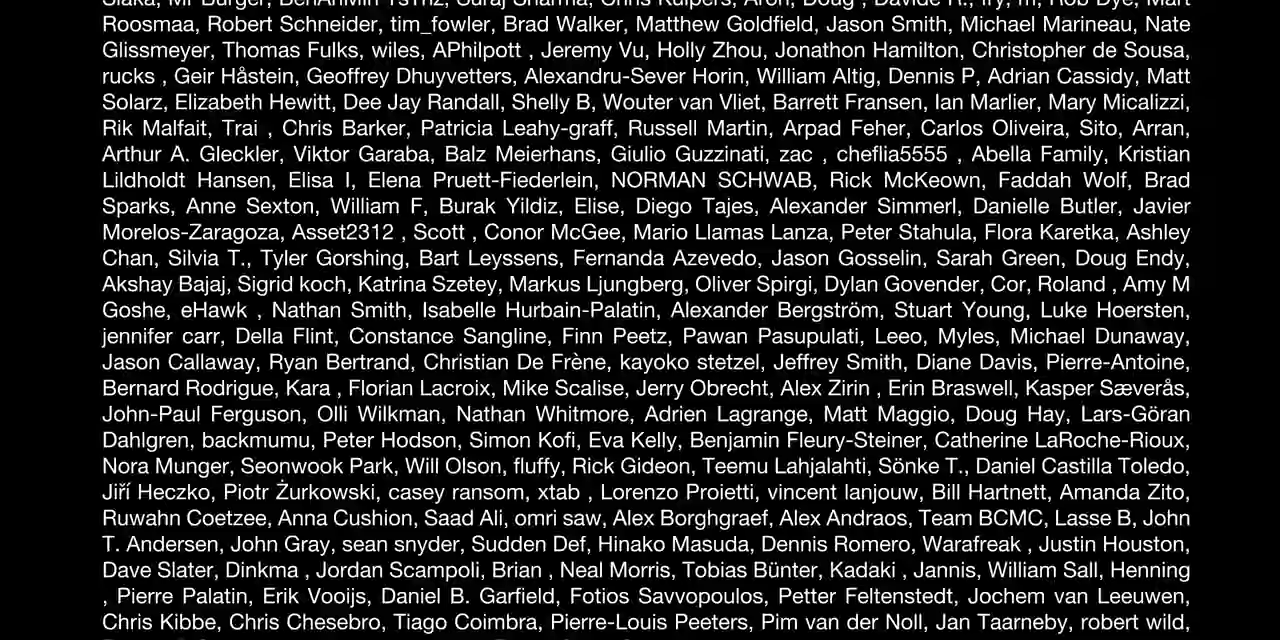 Slaka, Mr Burger, BenAhMin TsThz, Suraj Sharma, Chris Kuipers, Aron, Doug , Davide R., Try, m, Rob Dye, Mart
Roosmaa, Robert Schneider, tim_fowler, Brad Walker, Matthew Goldfield, Jason Smith, Michael Marineau, Nate
Glissmeyer, Thomas Fulks, wiles, APhilpott , Jeremy Vu, Holly Zhou, Jonathon Hamilton, Christopher de Sousa,
rucks , Geir Håstein, Geoffrey Dhuyvetters, Alexandru-Sever Horin, William Altig, Dennis P, Adrian Cassidy, Matt
Solarz, Elizabeth Hewitt, Dee Jay Randall, Shelly B, Wouter van Vliet, Barrett Fransen, Ian Marlier, Mary Micalizzi,
Rik Malfait, Trai , Chris Barker, Patricia Leahy-graff, Russell Martin, Arpad Feher, Carlos Oliveira, Sito, Arran,
Arthur A. Gleckler, Viktor Garaba, Balz Meierhans, Giulio Guzzinati, zac , cheflia5555 , Abella Family, Kristian
Lildholdt Hansen, Elisa I, Elena Pruett-Fiederlein, NORMAN SCHWAB, Rick McKeown, Faddah Wolf, Brad
Sparks, Anne Sexton, William F, Burak Yildiz, Elise, Diego Tajes, Alexander Simmerl, Danielle Butler, Javier
Morelos-Zaragoza, Asset2312 , Scott , Conor McGee, Mario Llamas Lanza, Peter Stahula, Flora Karetka, Ashley
Chan, Silvia T., Tyler Gorshing, Bart Leyssens, Fernanda Azevedo, Jason Gosselin, Sarah Green, Doug Endy,
Akshay Bajaj, Sigrid koch, Katrina Szetey, Markus Ljungberg, Oliver Spirgi, Dylan Govender, Cor, Roland , Amy M
Goshe, eHawk , Nathan Smith, Isabelle Hurbain-Palatin, Alexander Bergström, Stuart Young, Luke Hoersten,
jennifer carr, Della Flint, Constance Sangline, Finn Peetz, Pawan Pasupulati, Leeo, Myles, Michael Dunaway,
Jason Callaway, Ryan Bertrand, Christian De Frène, kayoko stetzel, Jeffrey Smith, Diane Davis, Pierre-Antoine,
Bernard Rodrigue, Kara , Florian Lacroix, Mike Scalise, Jerry Obrecht, Alex Zirin , Erin Braswell, Kasper Sæverås,
John-Paul Ferguson, Olli Wilkman, Nathan Whitmore, Adrien Lagrange, Matt Maggio, Doug Hay, Lars-Göran
Dahlgren, backmumu, Peter Hodson, Simon Kofi, Eva Kelly, Benjamin Fleury-Steiner, Catherine LaRoche-Rioux,
Nora Munger, Seonwook Park, Will Olson, fluffy, Rick Gideon, Teemu Lahjalahti, Sönke T., Daniel Castilla Toledo,
Jiří Heczko, Piotr Żurkowski, casey ransom, xtab , Lorenzo Proietti, vincent lanjouw, Bill Hartnett, Amanda Zito,
Ruwahn Coetzee, Anna Cushion, Saad Ali, omri saw, Alex Borghgraef, Alex Andraos, Team BCMC, Lasse B, John
T. Andersen, John Gray, sean snyder, Sudden Def, Hinako Masuda, Dennis Romero, Warafreak , Justin Houston,
Dave Slater, Dinkma , Jordan Scampoli, Brian , Neal Morris, Tobias Bünter, Kadaki , Jannis, William Sall, Henning
, Pierre Palatin, Erik Vooijs, Daniel B. Garfield, Fotios Savvopoulos, Petter Feltenstedt, Jochem van Leeuwen,
Chris Kibbe, Chris Chesebro, Tiago Coimbra, Pierre-Louis Peeters, Pim van der Noll, Jan Taarneby, robert wild,